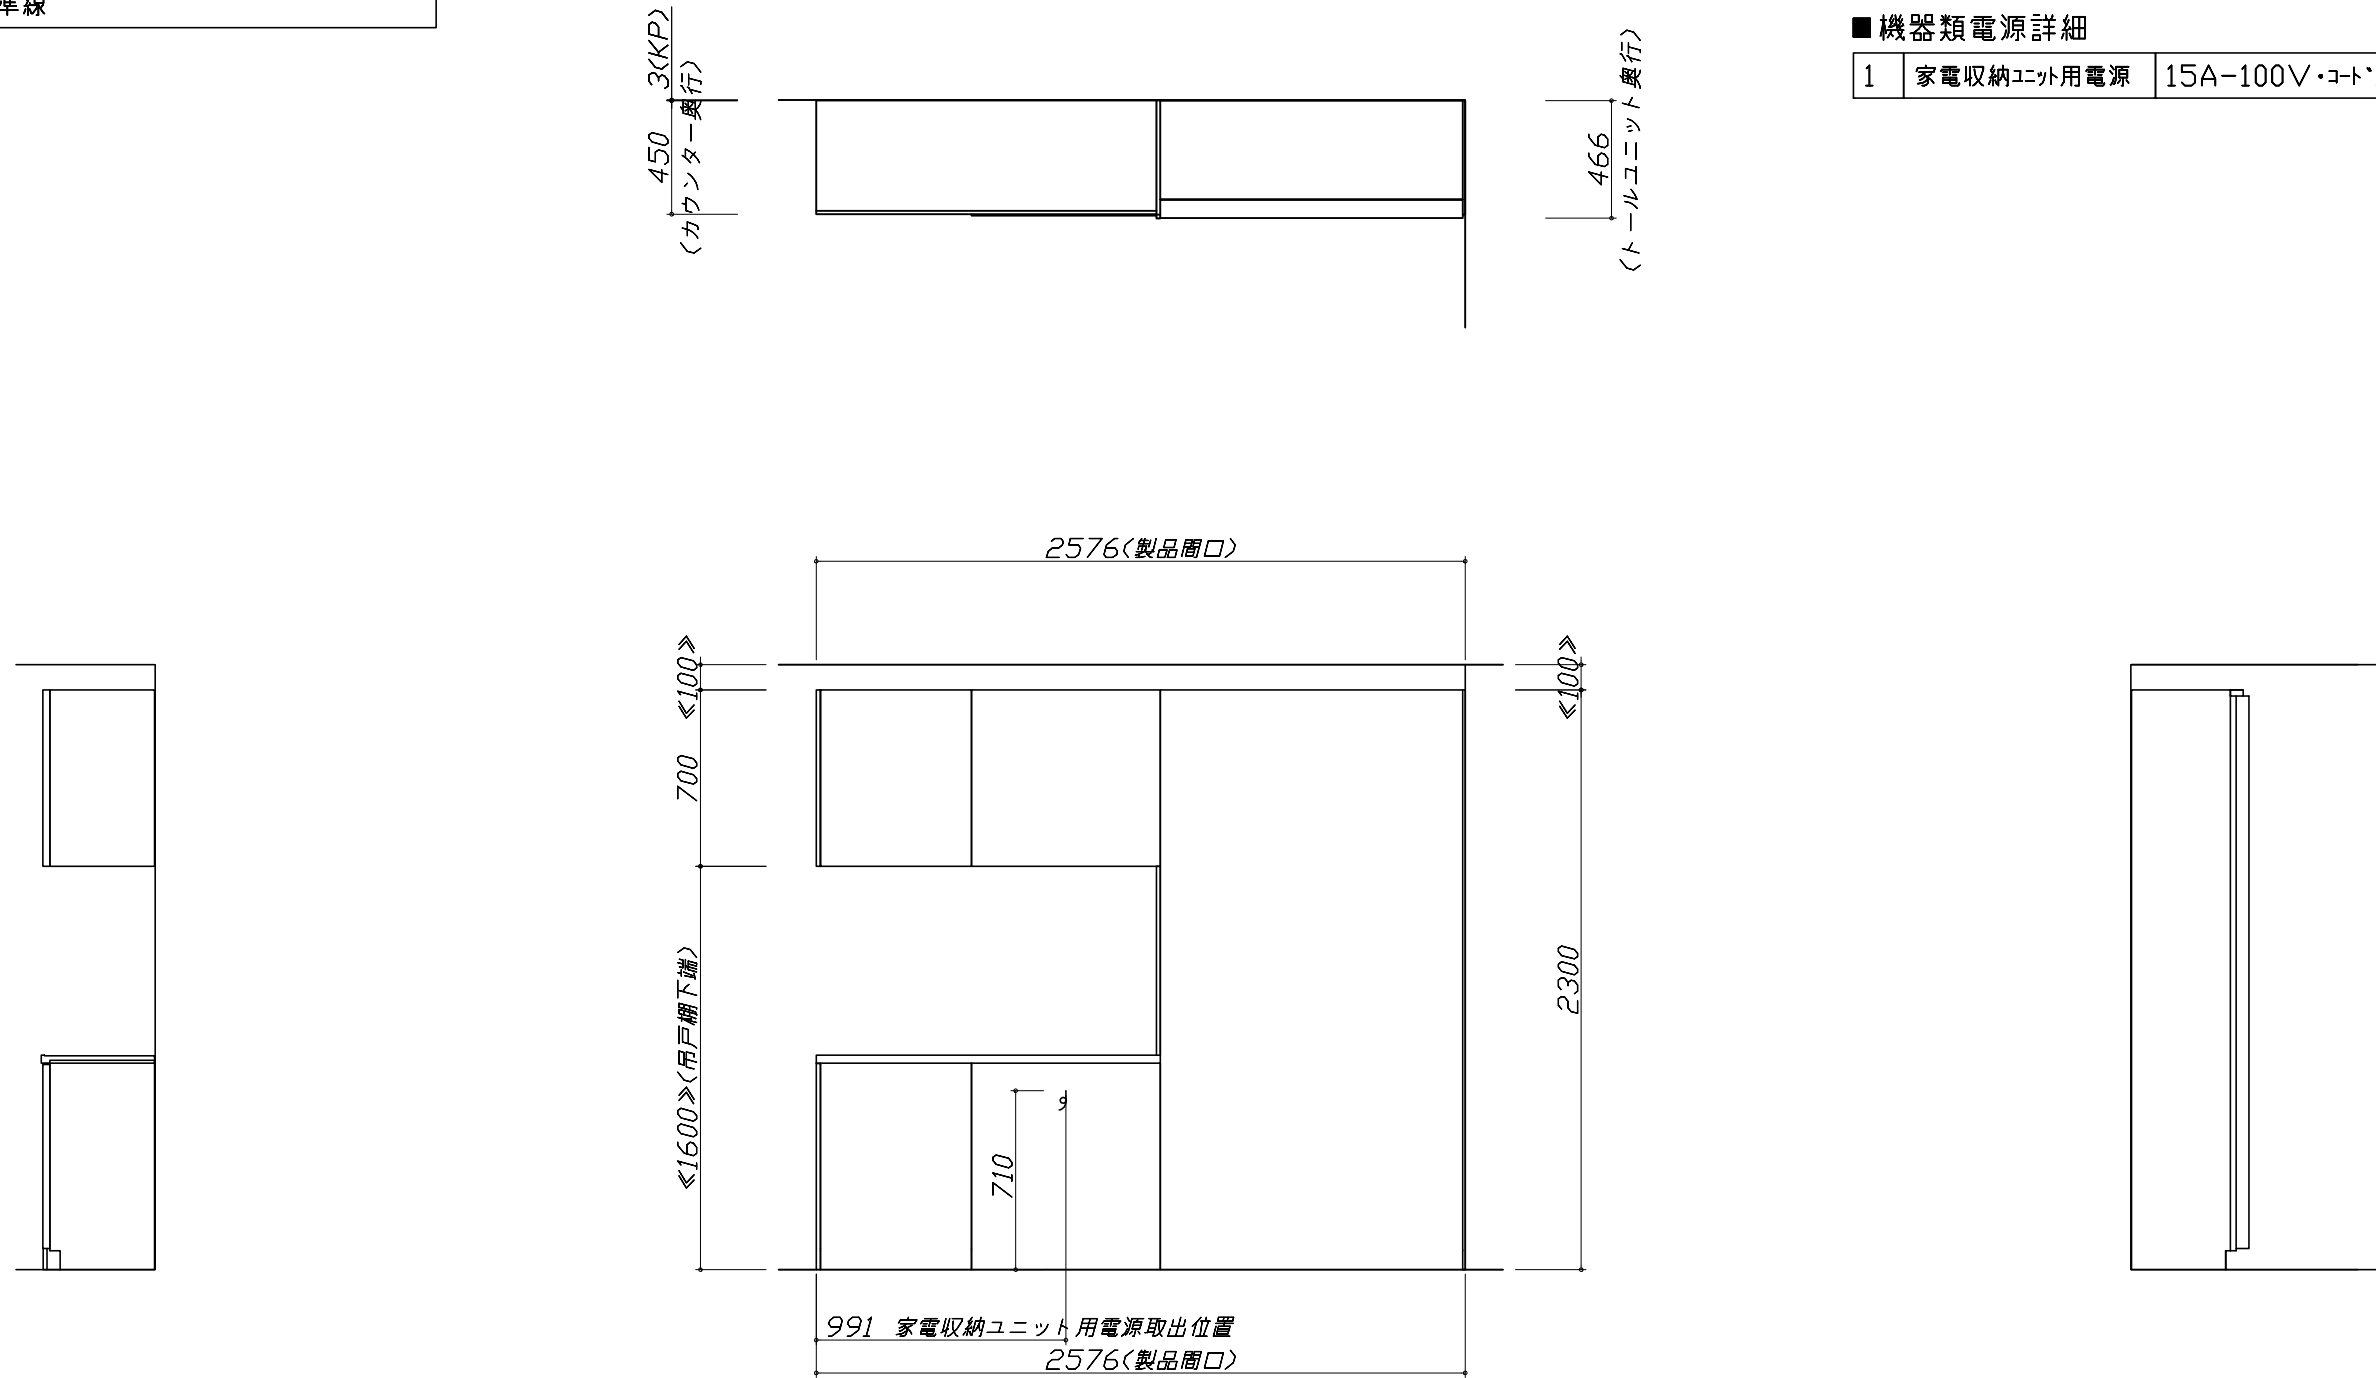 準線
■機器類電源詳細
1 家電収納ユニット用電源 15A-100V・コード
3(KP)
450
(カウンター奥行)
466
(トールユニット奥行)
2576(製品間口)
≪100≫
700
≪1600≫(吊戸棚下端)
≪100≫
2300
710
991 家電収納ユニット用電源取出位置
2576(製品間口)